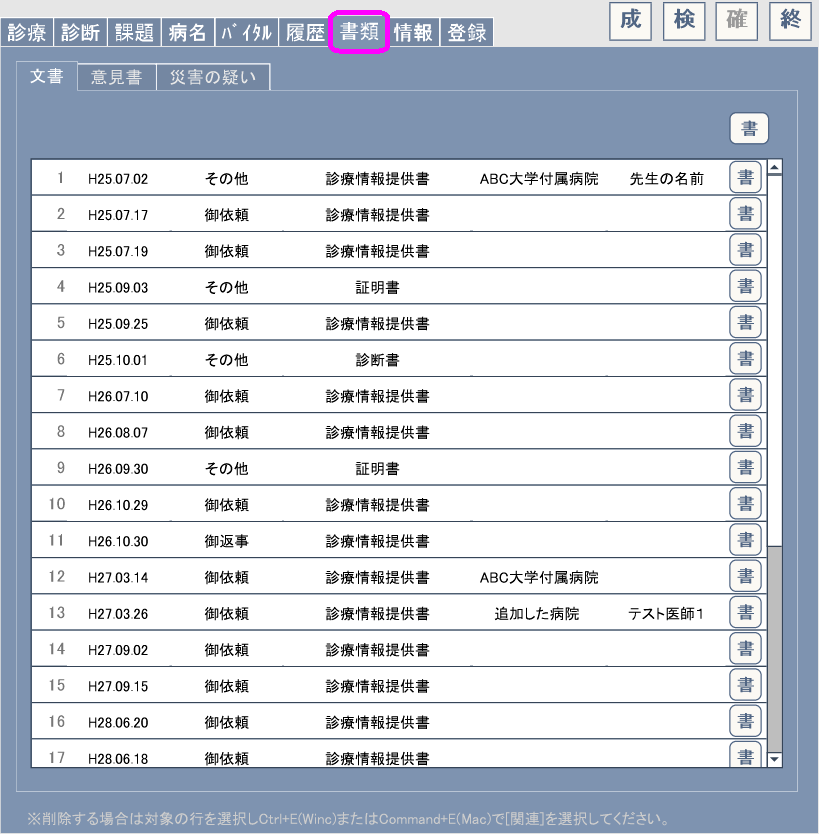 診療 診断 課題 病名 ﾊﾞｲﾀﾙ 履歴 書類 情報 登録 成 検 確 終
文書 意見書 災害の疑い
書
1 H25.07.02 その他 診療情報提供書 ABC大学付属病院 先生の名前 書
2 H25.07.17 御依頼 診療情報提供書 書
3 H25.07.19 御依頼 診療情報提供書 書
4 H25.09.03 その他 証明書 書
5 H25.09.25 御依頼 診療情報提供書 書
6 H25.10.01 その他 診断書 書
7 H26.07.10 御依頼 診療情報提供書 書
8 H26.08.07 御依頼 診療情報提供書 書
9 H26.09.30 その他 証明書 書
10 H26.10.29 御依頼 診療情報提供書 書
11 H26.10.30 御返事 診療情報提供書 書
12 H27.03.14 御依頼 診療情報提供書 ABC大学付属病院 書
13 H27.03.26 御依頼 診療情報提供書 追加した病院 テスト医師1 書
14 H27.09.02 御依頼 診療情報提供書 書
15 H27.09.15 御依頼 診療情報提供書 書
16 H28.06.20 御依頼 診療情報提供書 書
17 H28.06.18 御依頼 診療情報提供書 書
※削除する場合は対象の行を選択しCtrl+E(Winc)またはCommand+E(Mac)で[関連]を選択してください。